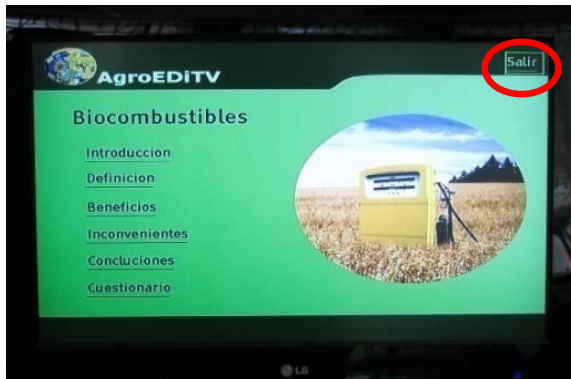 AgroEDiTV
Salir
Biocombustibles
Introduccion
Definicion
Beneficios
Inconvenientes
Concluciones
Cuestionario
LG